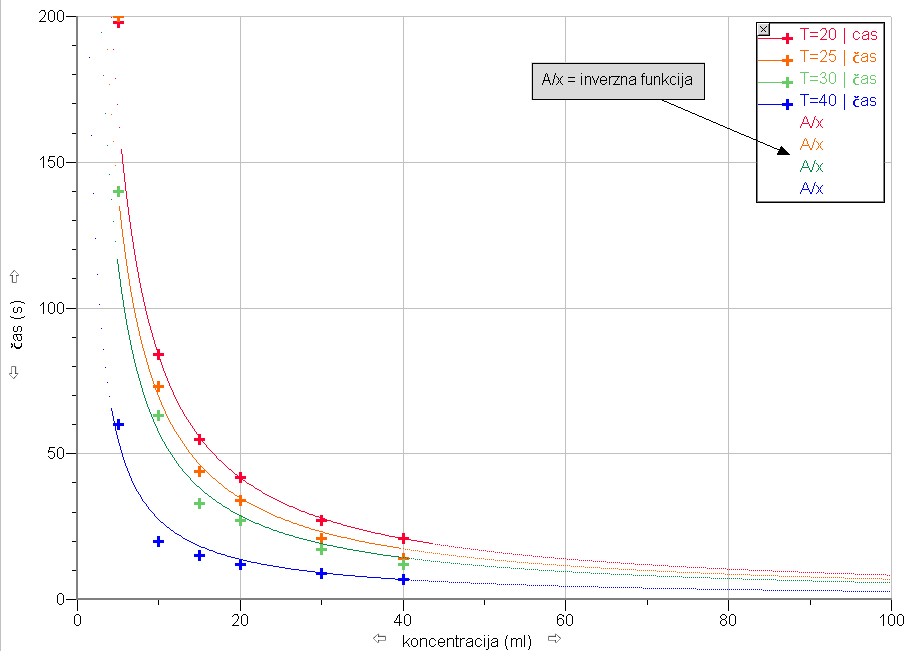 200
150
100
50
0
čas (s)
0
20
40
60
80
100
koncentracija (ml)
A/x = inverzna funkcija
T=20 | cas
T=25 | čas
T=30 | čas
T=40 | čas
A/x
A/x
A/x
A/x